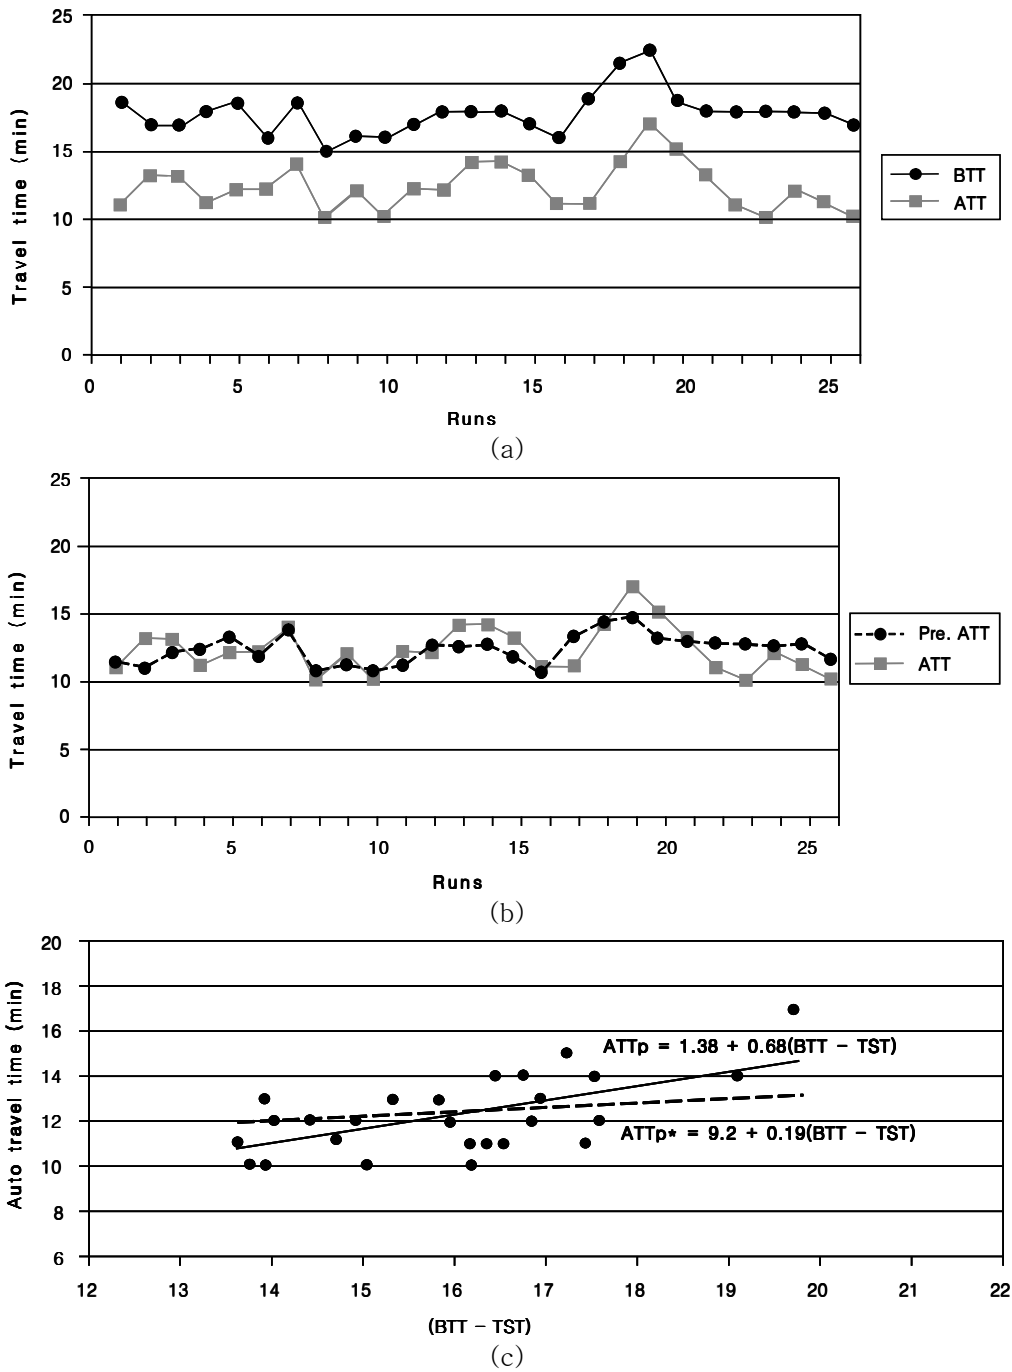 25
20
15
10
5
0
Travel time (min)
0 5 10 15 20 25
Runs
BTT
ATT
(a)
25
20
15
10
5
0
Travel time (min)
0 5 10 15 20 25
Runs
Pre. ATT
ATT
(b)
20
18
16
14
12
10
8
6
Auto travel time (min)
ATTp = 1.38 + 0.68(BTT - TST)
ATTp* = 9.2 + 0.19(BTT - TST)
12 13 14 15 16 17 18 19 20 21 22
(BTT - TST)
(c)